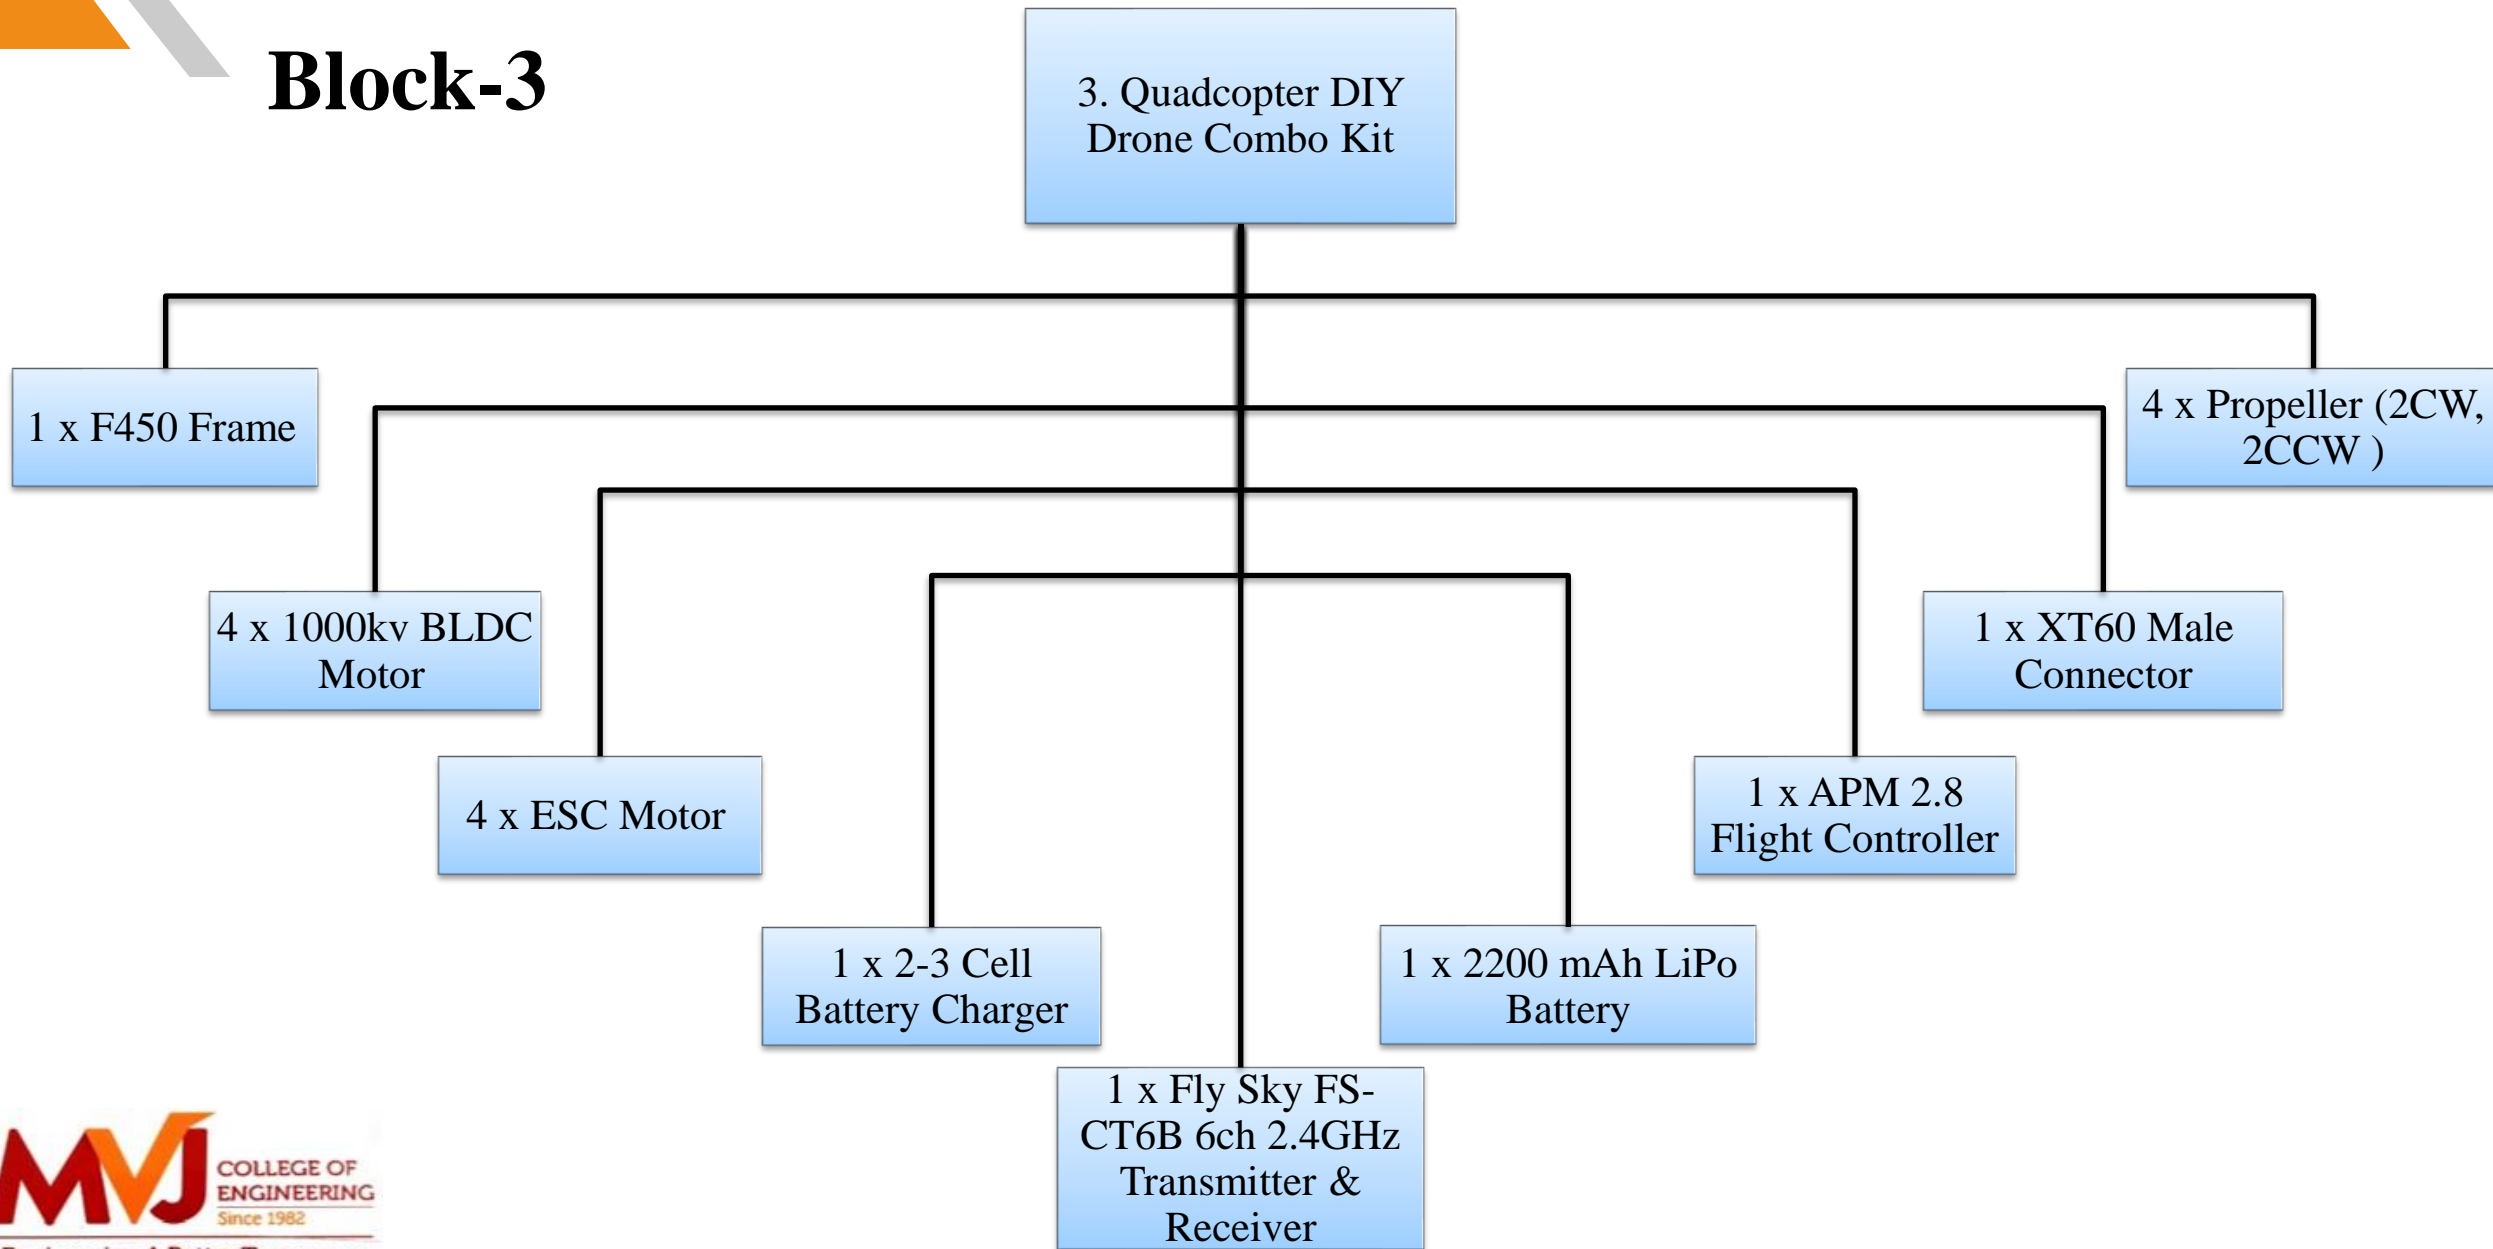 Block-3
3. Quadcopter DIY
Drone Combo Kit
1 x F450 Frame
4 x Propeller (2CW,
2CCW )
4 x 1000kv BLDC
Motor
1 x XT60 Male
Connector
4 x ESC Motor
1 x APM 2.8
Flight Controller
1 x 2-3 Cell
Battery Charger
1 x 2200 mAh LiPo
Battery
1 x Fly Sky FS-
CT6B 6ch 2.4GHz
Transmitter &
Receiver
MVJ
COLLEGE OF
ENGINEERING
Since 1982